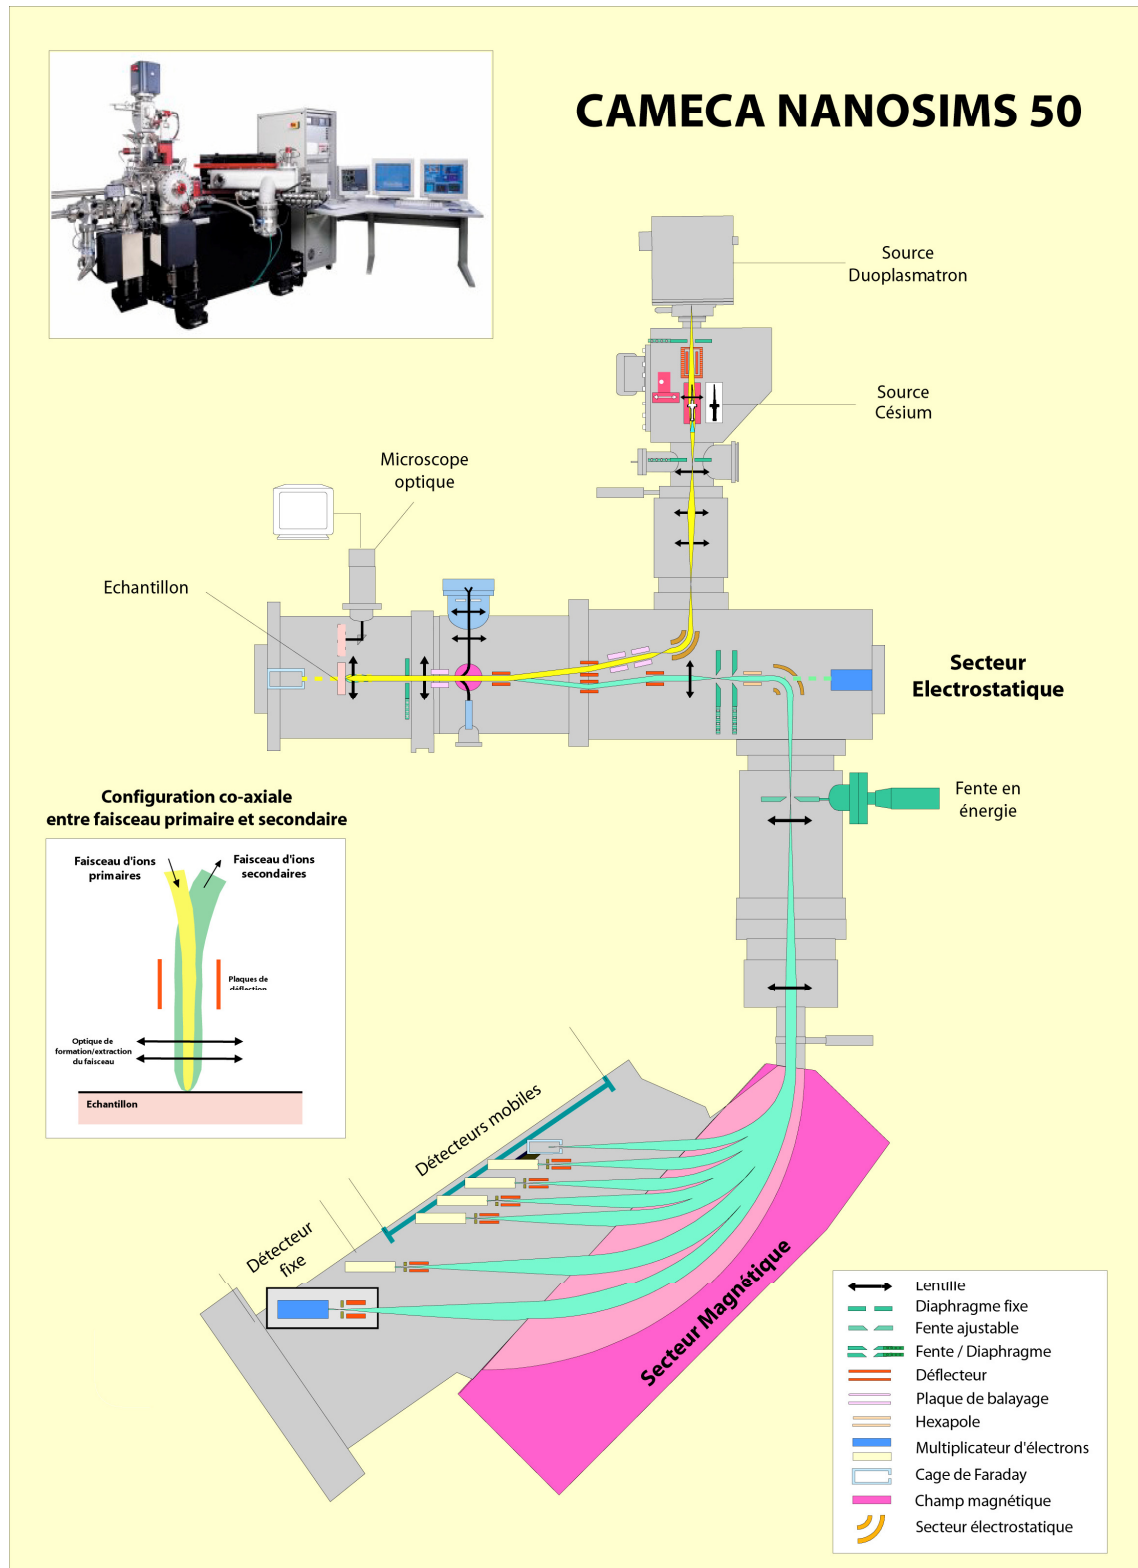 CAMECA NANOSIMS 50
Source
Duoplasmatron
Source
Césium
Microscope
optique
Echantillon
Secteur
Electrostatique
Fente en
énergie
Configuration co-axiale
entre faisceau primaire et secondaire
Faisceau d'ions
primaires
Faisceau d'ions
secondaires
Plaques de
déflection
Optique de
formation/extraction
du faisceau
Echantillon
Détecteurs mobiles
Détecteur
fixe
Secteur Magnétique
Lentille
Diaphragme fixe
Fente ajustable
Fente / Diaphragme
Déflecteur
Plaque de balayage
Hexapole
Multiplicateur d'électrons
Cage de Faraday
Champ magnétique
Secteur électrostatique